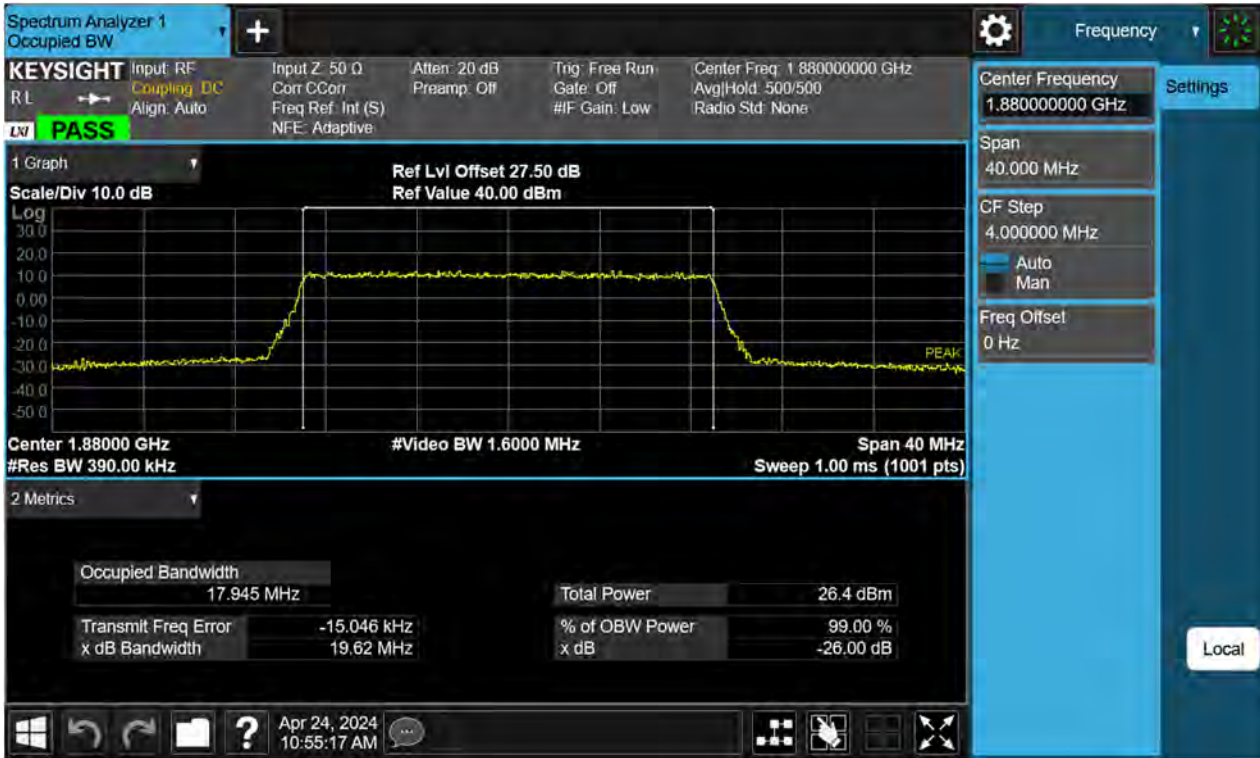 Spectrum Analyzer 1
Occupied BW
+
Frequency
KEYSIGHT
RL
LXI PASS
Input: RF
Coupling: DC
Align: Auto
Input Z: 50 Ω
Corr CCorr
Freq Ref: Int (S)
NFE: Adaptive
Atten: 20 dB
Preamp: Off
Trig: Free Run
Gate: Off
#IF Gain: Low
Center Freq: 1.880000000 GHz
Avg|Hold: 500/500
Radio Std: None
Center Frequency
1.880000000 GHz
Settings
Span
40.000 MHz
CF Step
4.000000 MHz
Auto
Man
Freq Offset
0 Hz
Local
1 Graph
Scale/Div 10.0 dB
Ref Lvl Offset 27.50 dB
Ref Value 40.00 dBm
Log
30.0
20.0
10.0
0.00
-10.0
-20.0
-30.0
-40.0
-50.0
PEAK
Center 1.88000 GHz
#Video BW 1.6000 MHz
Span 40 MHz
#Res BW 390.00 kHz
Sweep 1.00 ms (1001 pts)
2 Metrics
Occupied Bandwidth
17.945 MHz
Total Power 26.4 dBm
Transmit Freq Error -15.046 kHz
% of OBW Power 99.00 %
x dB Bandwidth 19.62 MHz
x dB -26.00 dB
?
Apr 24, 2024
10:55:17 AM